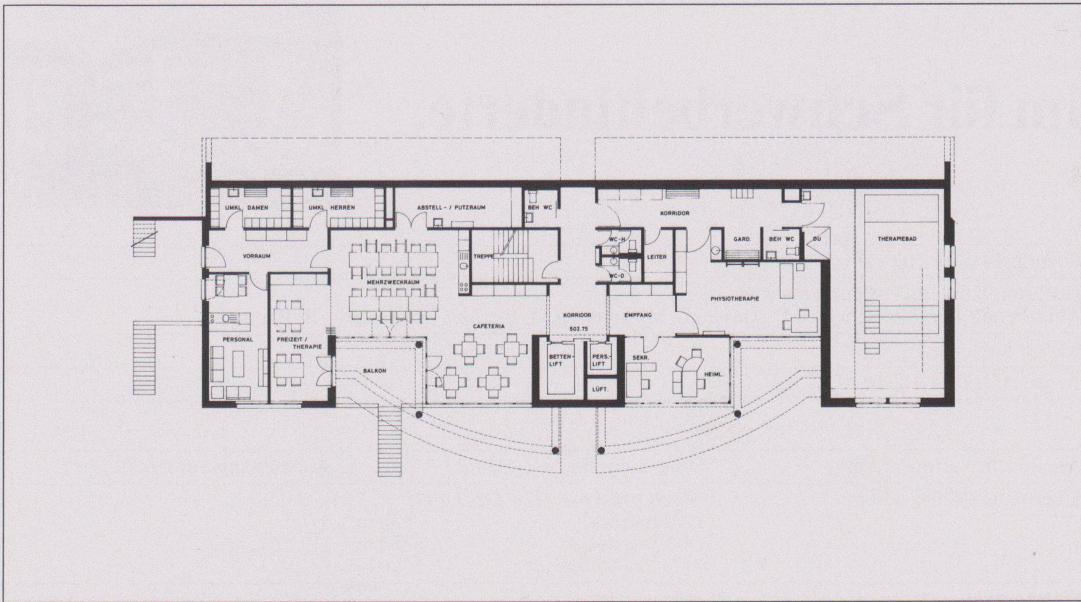 UMKL. DAMEN
UMKL. HERREN
ABSTELL- / PUTZRAUM
BEH WC
KORRIDOR
WC-H
LEITER
GARD.
BEH WC
DU
THERAPIEBAD
VORRAUM
MEHRZWECKRAUM
TREPPE
WC-D
PHYSIOTHERAPIE
KORRIDOR
503.75
EMPFANG
CAFETERIA
PERSONAL
FREIZEIT /
THERAPIE
BALKON
BETTEN-
LIFT
PERS.-
LIFT
LÜFT.
SEKR.
HEIML.